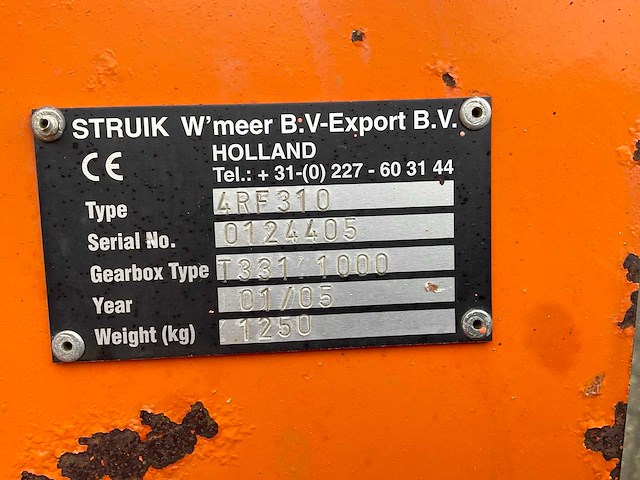 STRUIK W'meer B.V-Export B.V.
CE HOLLAND
Tel.: + 31-(0) 227 - 60 31 44
Type 4RF310
Serial No. 0124405
Gearbox Type T331/1000
Year 01/05
Weight (kg) 1250